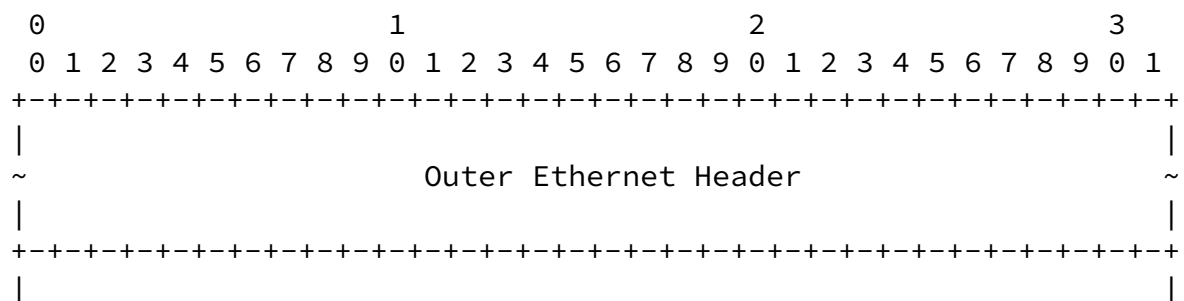 0                   1                   2                   3
 0 1 2 3 4 5 6 7 8 9 0 1 2 3 4 5 6 7 8 9 0 1 2 3 4 5 6 7 8 9 0 1
+-+-+-+-+-+-+-+-+-+-+-+-+-+-+-+-+-+-+-+-+-+-+-+-+-+-+-+-+-+-+-+-+
|                                                               |
~                      Outer Ethernet Header                    ~
|                                                               |
+-+-+-+-+-+-+-+-+-+-+-+-+-+-+-+-+-+-+-+-+-+-+-+-+-+-+-+-+-+-+-+-+
|                                                               |